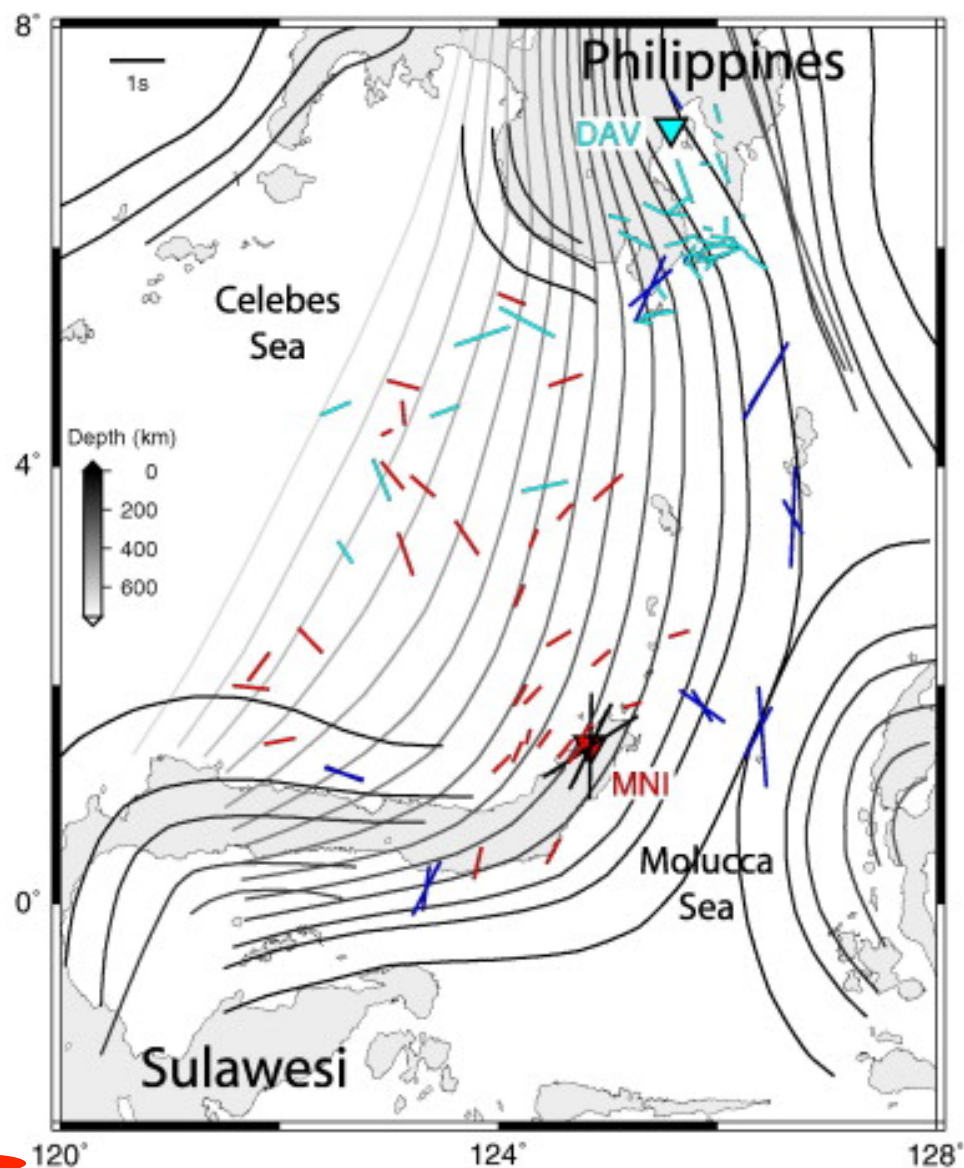 8°
Philippines
1s
DAV
Celebes
Sea
Depth (km)
0
4°
200
400
600
MNI
Molucca
Sea
0°
Sulawesi
120°
124°
128°